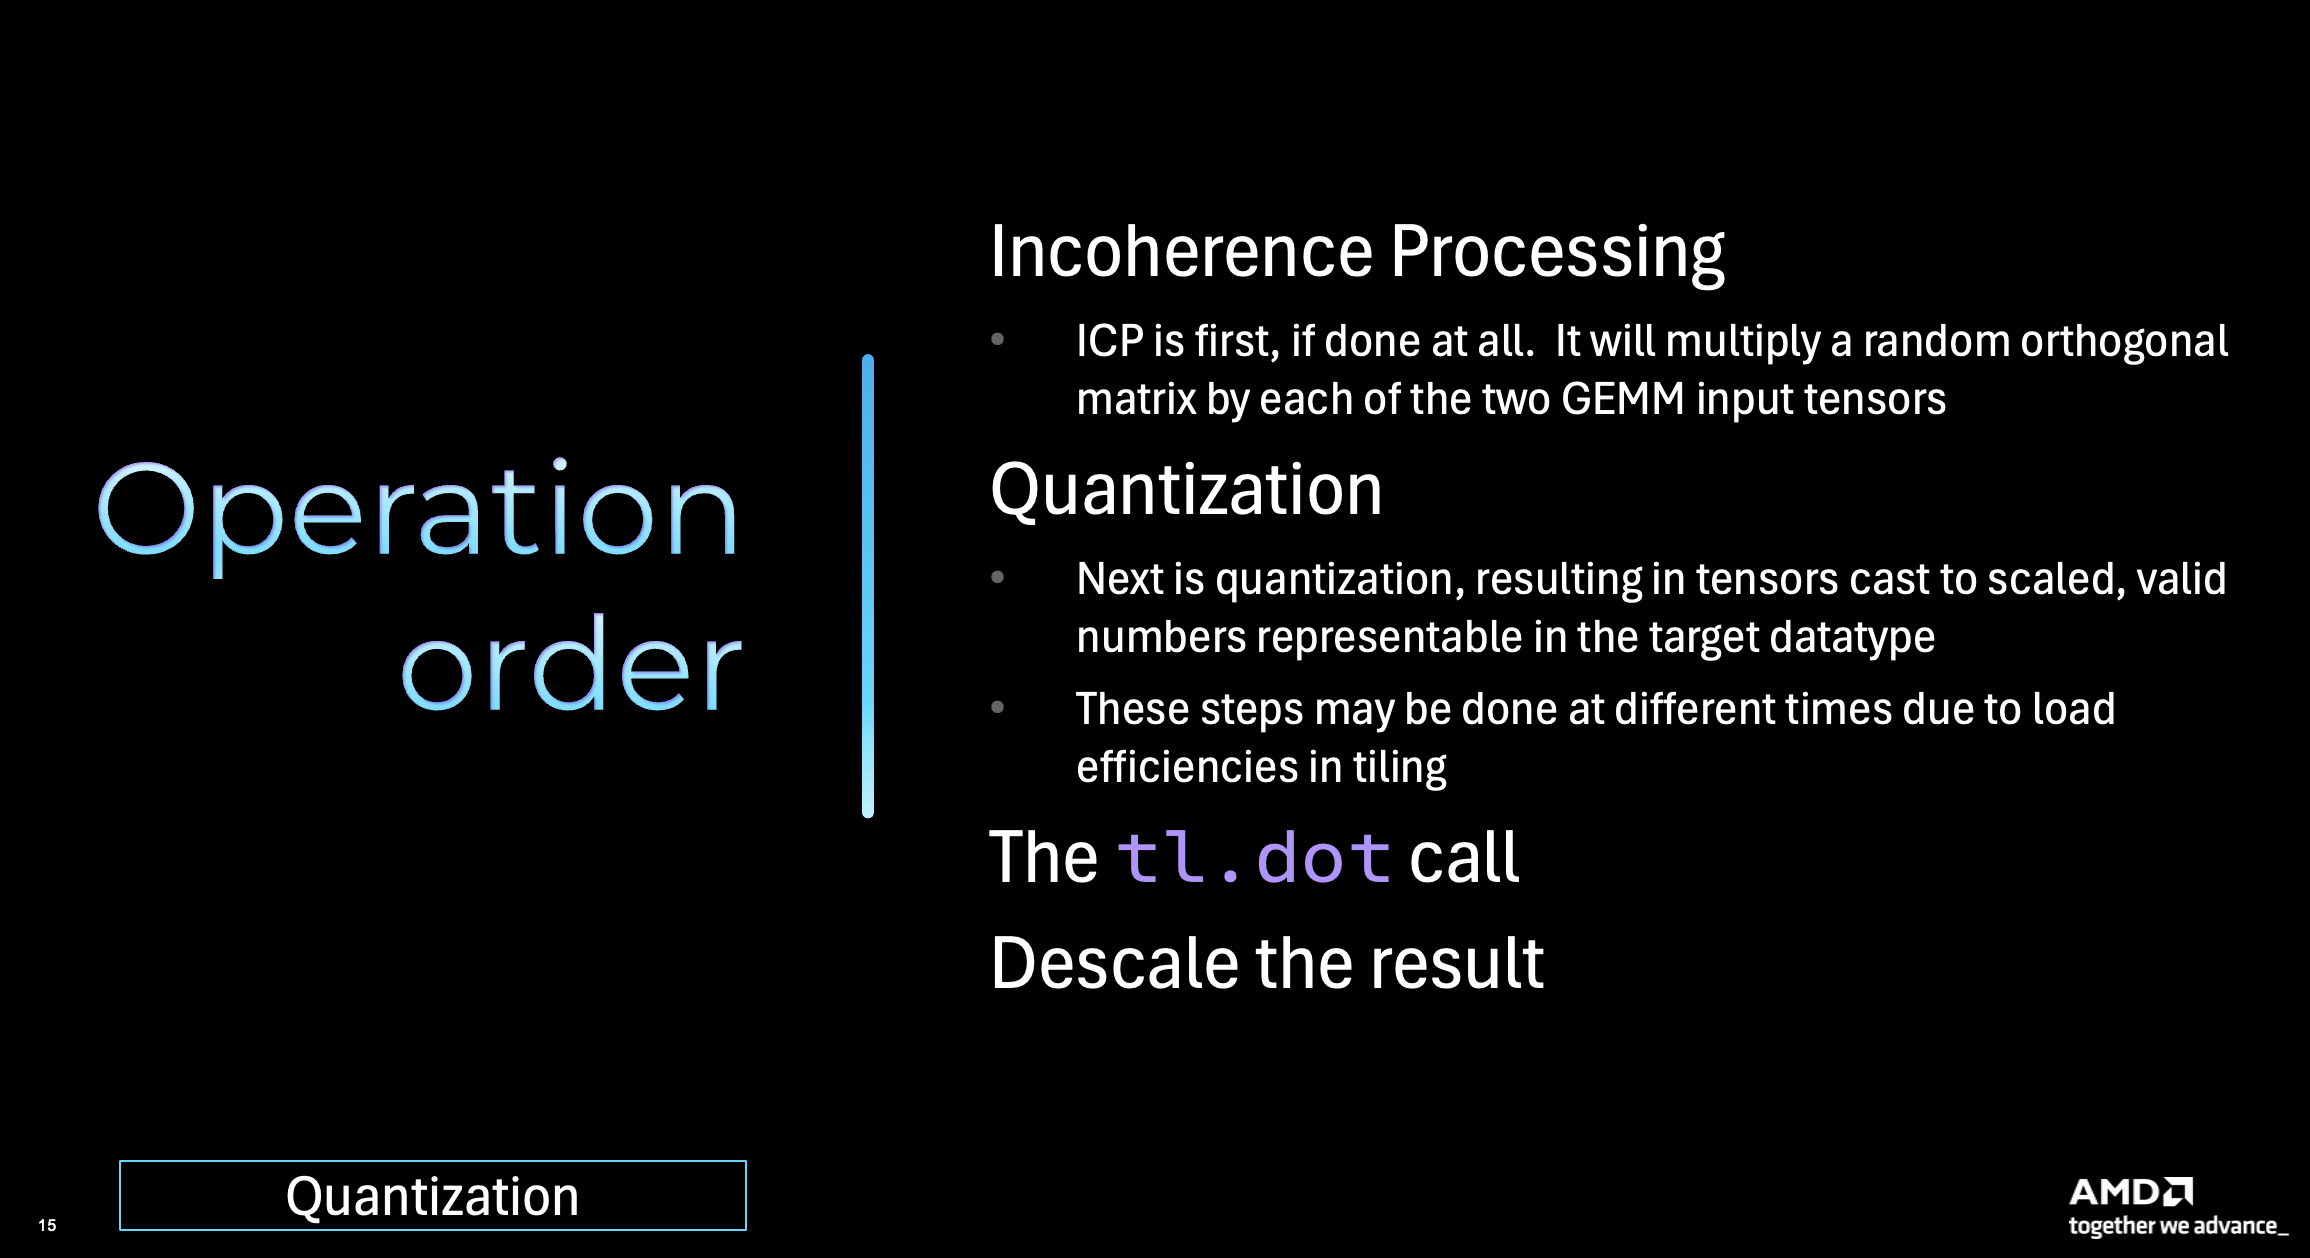 Operation
order
Incoherence Processing
• ICP is first, if done at all.  It will multiply a random orthogonal
matrix by each of the two GEMM input tensors
Quantization
• Next is quantization, resulting in tensors cast to scaled, valid
numbers representable in the target datatype
• These steps may be done at different times due to load
efficiencies in tiling
The tl.dot call
Descale the result
15
Quantization
AMD
together we advance_